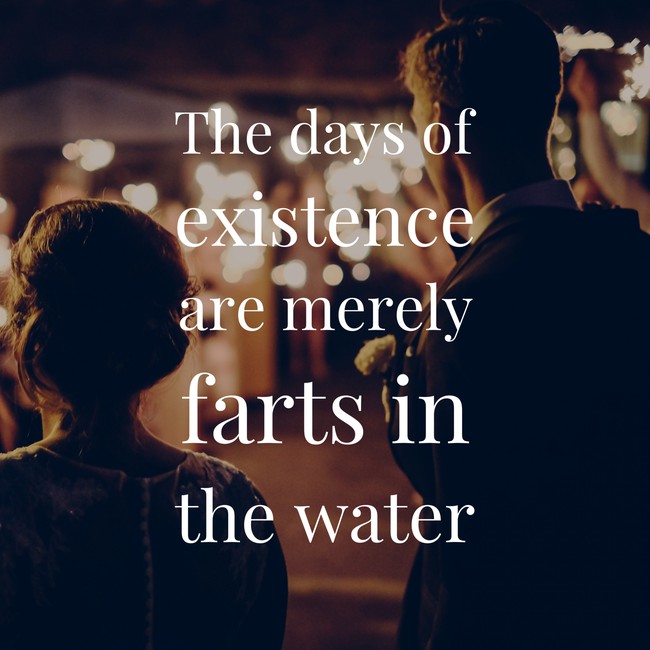 The days of
existence
are merely
farts in
the water